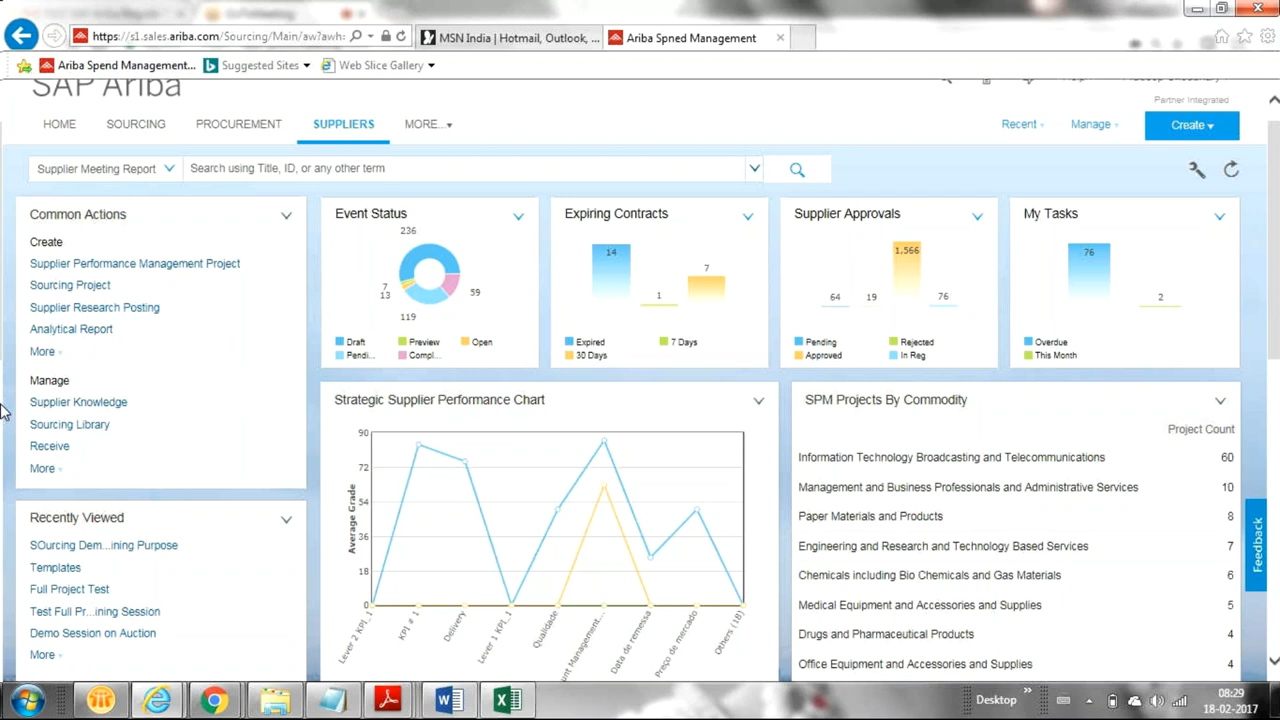 https://s1.sales.ariba.com/Sourcing/Main/aw?awh:
MSN India | Hotmail, Outlook, ...
Ariba Spned Management
Ariba Spend Management...
Suggested Sites
Web Slice Gallery
SAP Ariba
Partner Integrated
HOME
SOURCING
PROCUREMENT
SUPPLIERS
MORE...
Recent
Manage
Create
Supplier Meeting Report
Search using Title, ID, or any other term
Common Actions
Create
Supplier Performance Management Project
Sourcing Project
Supplier Research Posting
Analytical Report
More
Manage
Supplier Knowledge
Sourcing Library
Receive
More
Recently Viewed
SOurcing Dem...ining Purpose
Templates
Full Project Test
Test Full Pr...ining Session
Demo Session on Auction
More
Event Status
236
7
13
59
119
Draft
Preview
Open
Pendi...
Compl...
Expiring Contracts
14
1
7
Expired
7 Days
30 Days
Supplier Approvals
64
19
1,566
76
Pending
Rejected
Approved
In Reg
My Tasks
76
2
Overdue
This Month
Strategic Supplier Performance Chart
Average Grade
90
72
54
36
18
0
Lever 2 KPI_1
KPI # 1
Delivery
Lever 1 KPI_1
Qualidade
unt Management...
Data de remessa
Preço de mercado
Others (18)
SPM Projects By Commodity
Project Count
Information Technology Broadcasting and Telecommunications 60
Management and Business Professionals and Administrative Services 10
Paper Materials and Products 8
Engineering and Research and Technology Based Services 7
Chemicals including Bio Chemicals and Gas Materials 6
Medical Equipment and Accessories and Supplies 5
Drugs and Pharmaceutical Products 4
Office Equipment and Accessories and Supplies 4
Feedback
Desktop
08:29
18-02-2017